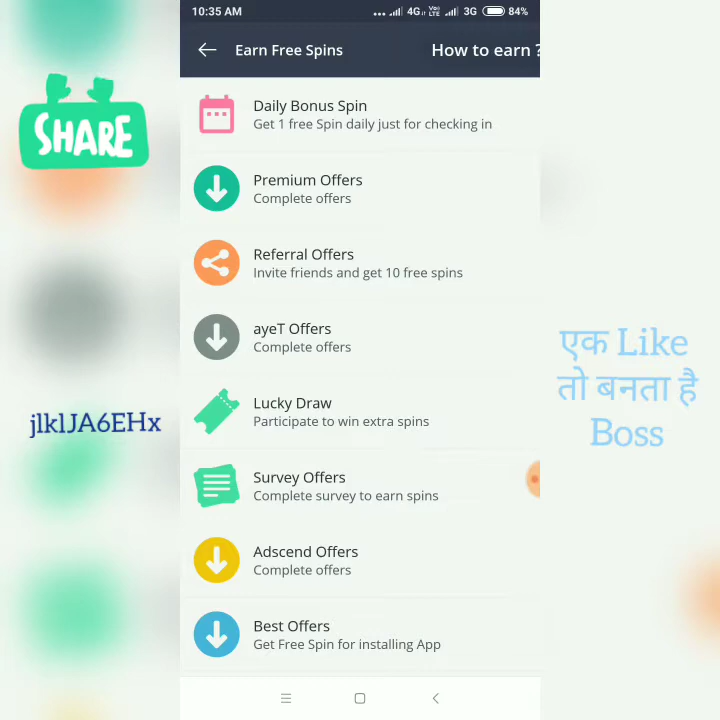 10:35 AM
4G VoLTE 3G 84%
Earn Free Spins
How to earn ?
Daily Bonus Spin
Get 1 free Spin daily just for checking in
Premium Offers
Complete offers
Referral Offers
Invite friends and get 10 free spins
ayeT Offers
Complete offers
Lucky Draw
Participate to win extra spins
Survey Offers
Complete survey to earn spins
Adscend Offers
Complete offers
Best Offers
Get Free Spin for installing App
SHARE
jlklJA6EHx
एक Like
तो बनता है
Boss